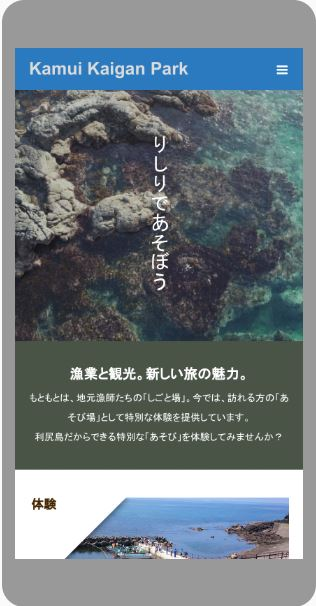 Kamui Kaigan Park
りしりであそぼう
漁業と観光。新しい旅の魅力。
もともとは、地元漁師たちの「しごと場」。今では、訪れる方の「あ
そび場」として特別な体験を提供しています。
利尻島だからできる特別な「あそび」を体験してみませんか？
体験